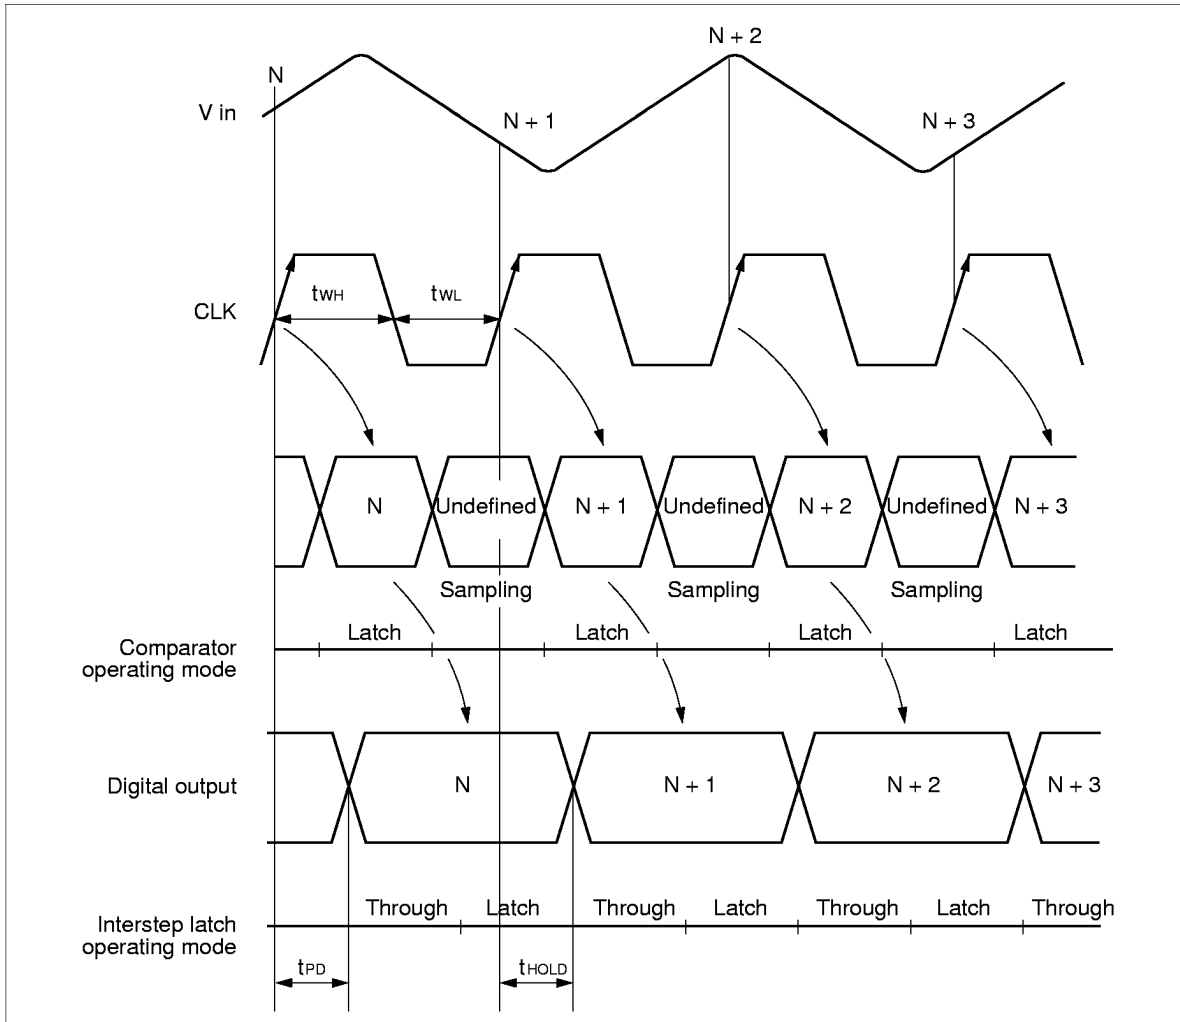 N + 2
N
V in
N + 1
N + 3
tWH
tWL
CLK
N
Undefined
N + 1
Undefined
N + 2
Undefined
N + 3
Sampling
Sampling
Sampling
Latch
Latch
Latch
Latch
Comparator
operating mode
Digital output
N
N + 1
N + 2
N + 3
Through
Latch
Through
Latch
Through
Latch
Through
Interstep latch
operating mode
tPD
tHOLD